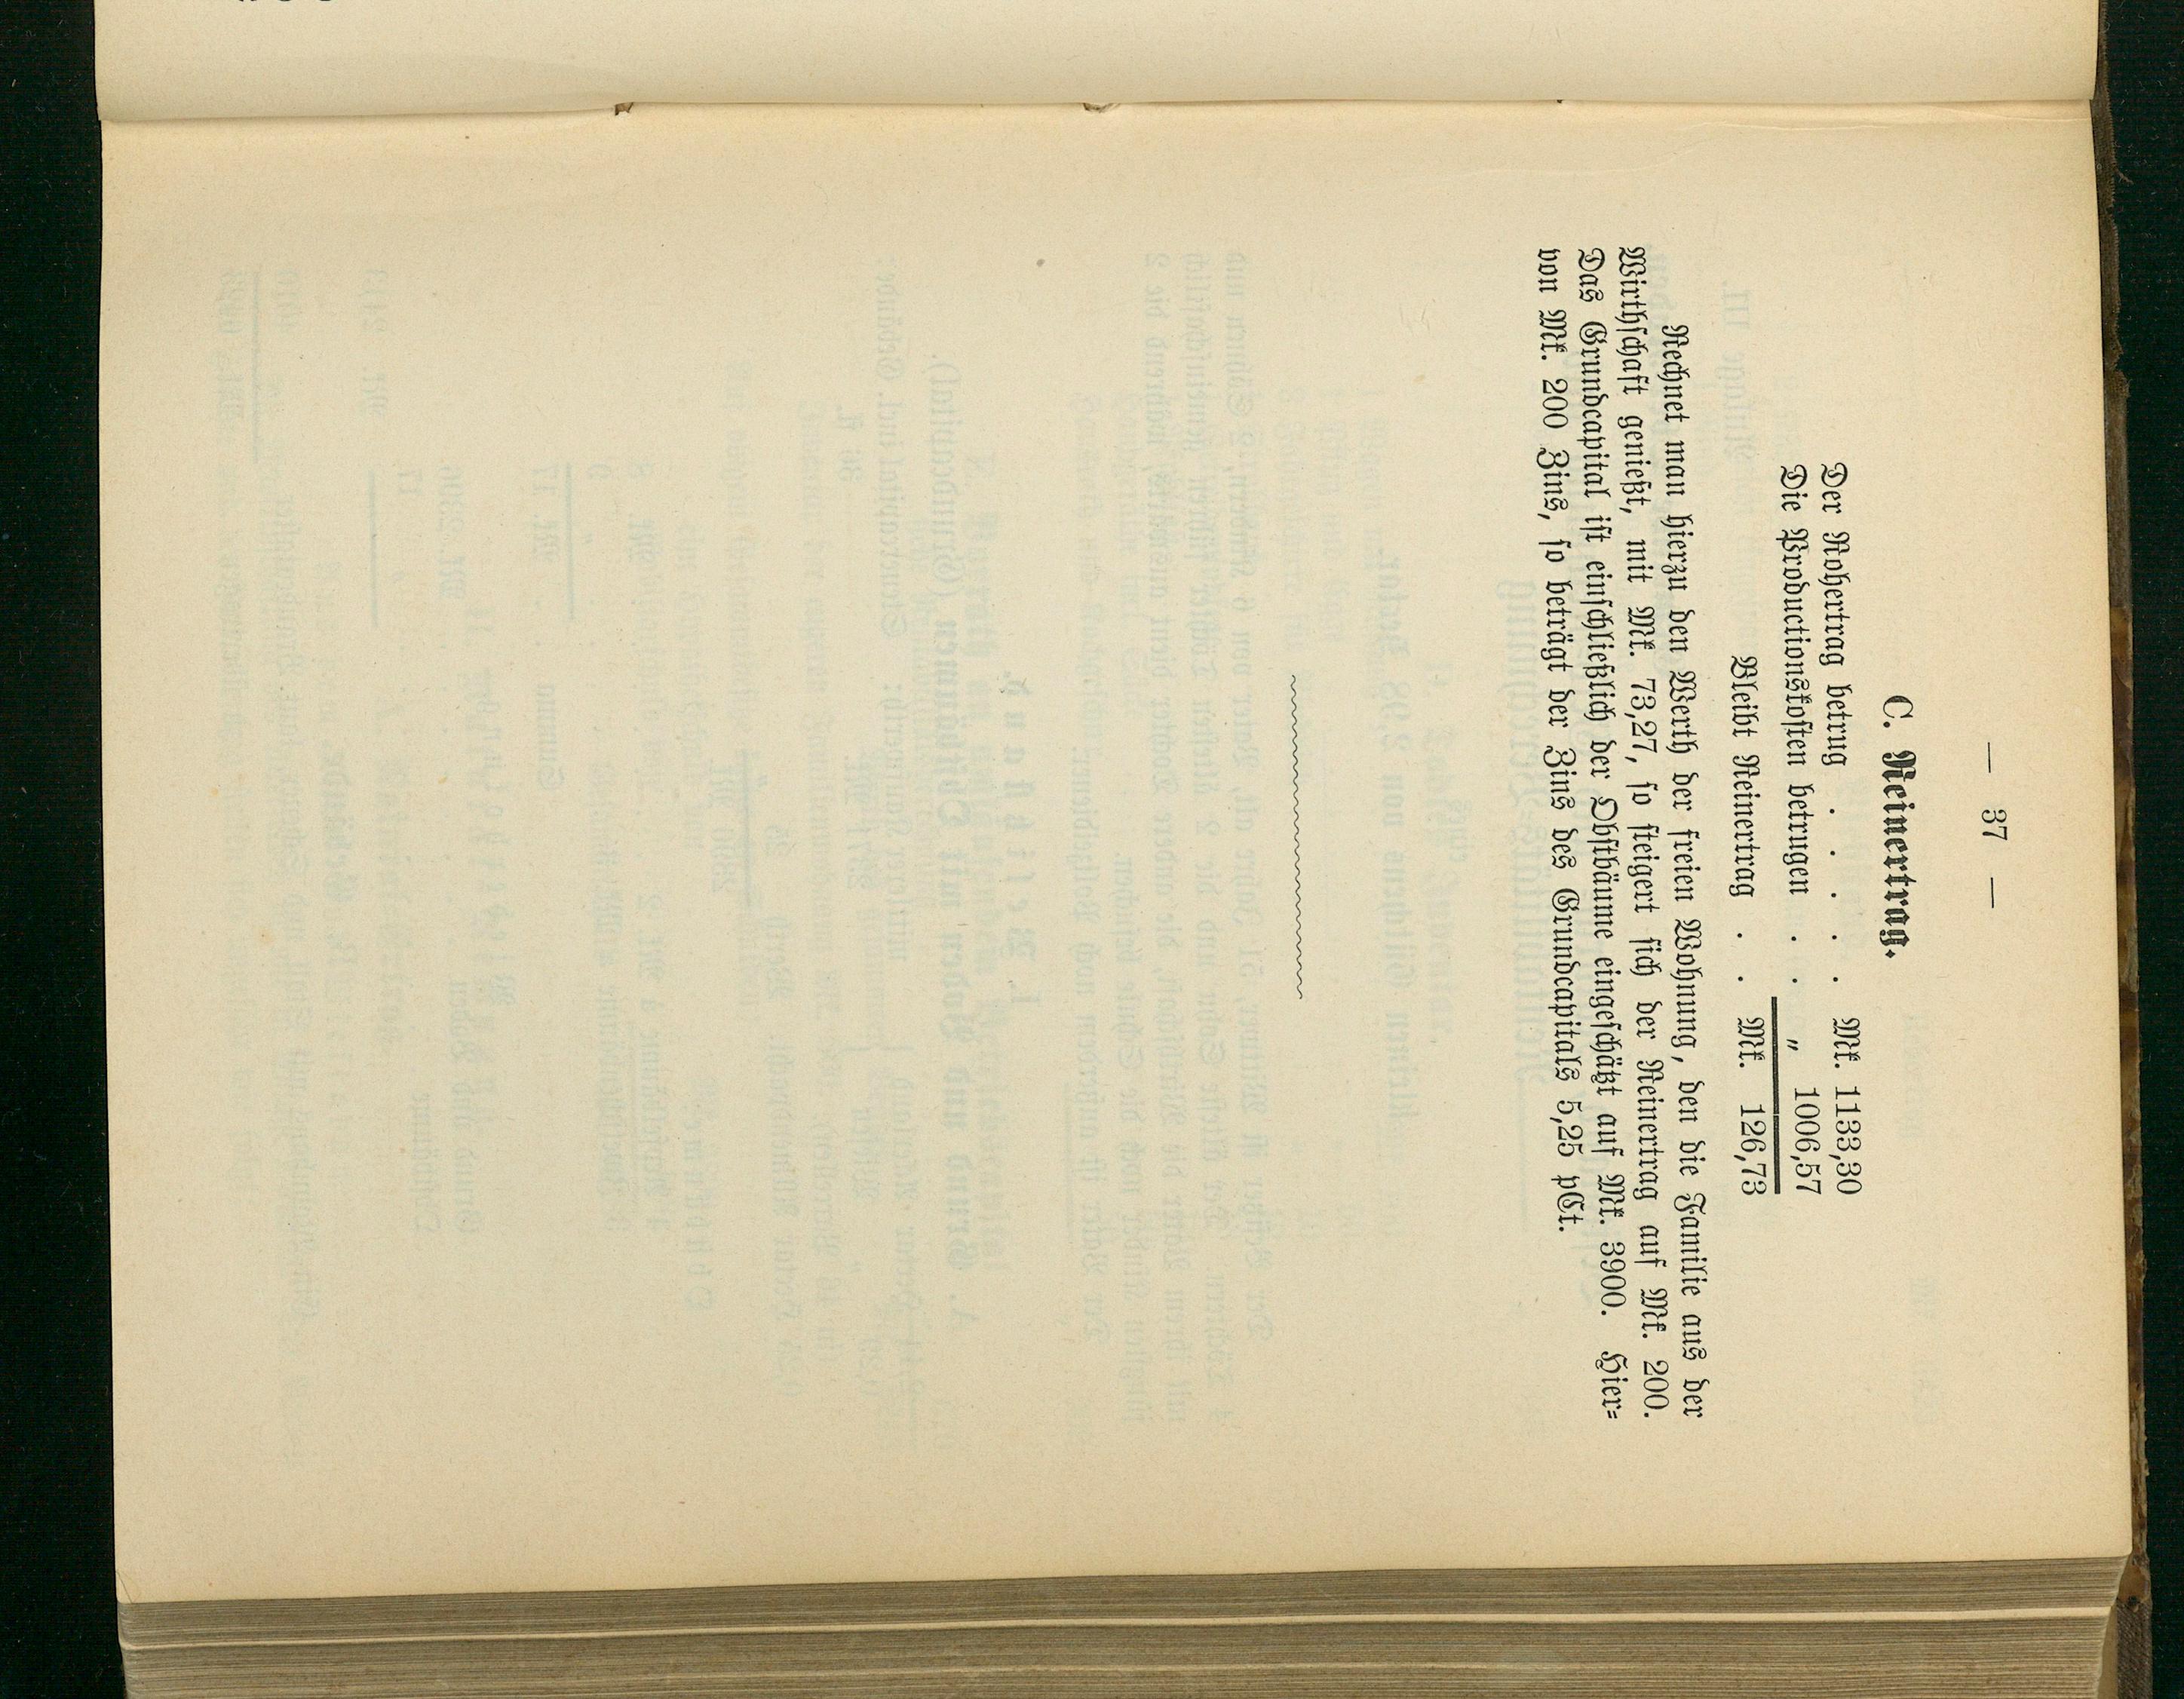 — 37 —
C. Reinertrag.
Der Rohertrag betrug . . . . . Mk. 1133,30
Die Productionskosten betrugen . . „ 1006,57
Bleibt Reinertrag . . Mk. 126,73
Rechnet man hierzu den Werth der freien Wohnung, den die Familie aus der
Wirthschaft genießt, mit Mk. 73,27, so steigert sich der Reinertrag auf Mk. 200.
Das Grundcapital ist einschließlich der Obstbäume eingeschätzt auf Mk. 3900. Hier=
von Mk. 200 Zins, so beträgt der Zins des Grundcapitals 5,25 pCt.